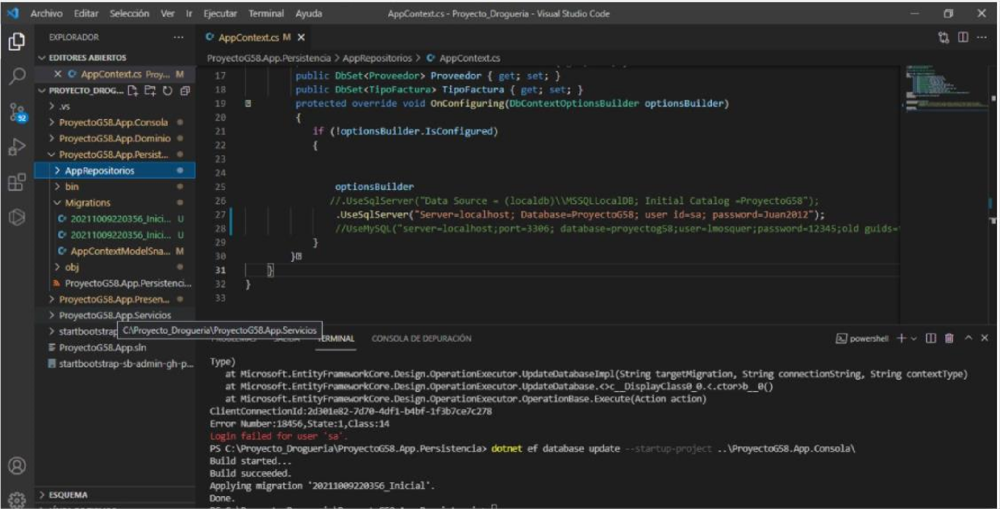 Archivo Editar Selección Ver Ir Ejecutar Terminal Ayuda
AppContext.cs - Proyecto_Drogueria - Visual Studio Code
EXPLORADOR
EDITORES ABIERTOS
AppContext.cs Proy... M
PROYECTO_DROG...
.vs
ProyectoG58.App.Consola
ProyectoG58.App.Dominio
ProyectoG58.App.Persist...
AppRepositorios
bin
Migrations
20211009220356_Inici... U
20211009220356_Inici... U
AppContextModelSna... M
obj
ProyectoG58.App.Persistenci...
ProyectoG58.App.Presen...
ProyectoG58.App.Servicios
startbootstrap
C:\Proyecto_Drogueria\ProyectoG58.App.Servicios
ProyectoG58.App.sln
startbootstrap-sb-admin-gh-p...
ESQUEMA
92
AppContext.cs M
ProyectoG58.App.Persistencia > AppRepositorios > AppContext.cs
17 public DbSet<Proveedor> Proveedor { get; set; }
18 public DbSet<TipoFactura> TipoFactura { get; set; }
19 protected override void OnConfiguring(DbContextOptionsBuilder optionsBuilder)
20 {
21 if (!optionsBuilder.IsConfigured)
22 {
23
24
25 optionsBuilder
26 //.UseSqlServer("Data Source = (localdb)\\MSSQLLocalDB; Initial Catalog =ProyectoG58");
27 .UseSqlServer("Server=localhost; Database=ProyectoG58; user id=sa; password=Juan2012");
28 //UseMySQL("server=localhost;port=3306; database=proyectog58;user=lmosquer;password=12345;old guids=
29 }
30 }
31 }
32 }
33
TERMINAL CONSOLA DE DEPURACIÓN
powershell
Type)
at Microsoft.EntityFrameworkCore.Design.OperationExecutor.UpdateDatabaseImpl(String targetMigration, String connectionString, String contextType)
at Microsoft.EntityFrameworkCore.Design.OperationExecutor.UpdateDatabase.<>c__DisplayClass0_0.<.ctor>b__0()
at Microsoft.EntityFrameworkCore.Design.OperationExecutor.OperationBase.Execute(Action action)
ClientConnectionId:2d301e82-7d70-4df1-b4bf-1f3b7ce7c278
Error Number:18456,State:1,Class:14
Login failed for user 'sa'.
PS C:\Proyecto_Drogueria\ProyectoG58.App.Persistencia> dotnet ef database update --startup-project ..\ProyectoG58.App.Consola\
Build started...
Build succeeded.
Applying migration '20211009220356_Inicial'.
Done.